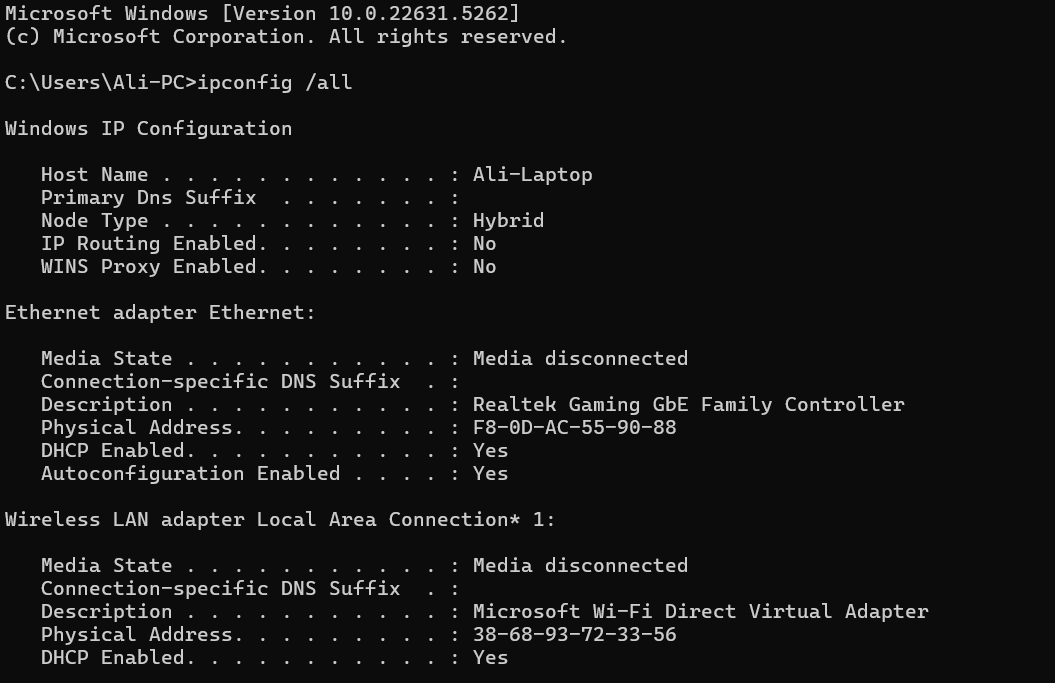 Microsoft Windows [Version 10.0.22631.5262]
(c) Microsoft Corporation. All rights reserved.
C:\Users\Ali-PC>ipconfig /all
Windows IP Configuration
   Host Name . . . . . . . . . . . . : Ali-Laptop
   Primary Dns Suffix  . . . . . . . :
   Node Type . . . . . . . . . . . . : Hybrid
   IP Routing Enabled. . . . . . . . : No
   WINS Proxy Enabled. . . . . . . . : No
Ethernet adapter Ethernet:
   Media State . . . . . . . . . . . : Media disconnected
   Connection-specific DNS Suffix  . :
   Description . . . . . . . . . . . : Realtek Gaming GbE Family Controller
   Physical Address. . . . . . . . . : F8-0D-AC-55-90-88
   DHCP Enabled. . . . . . . . . . . : Yes
   Autoconfiguration Enabled . . . . : Yes
Wireless LAN adapter Local Area Connection* 1:
   Media State . . . . . . . . . . . : Media disconnected
   Connection-specific DNS Suffix  . :
   Description . . . . . . . . . . . : Microsoft Wi-Fi Direct Virtual Adapter
   Physical Address. . . . . . . . . : 38-68-93-72-33-56
   DHCP Enabled. . . . . . . . . . . : Yes